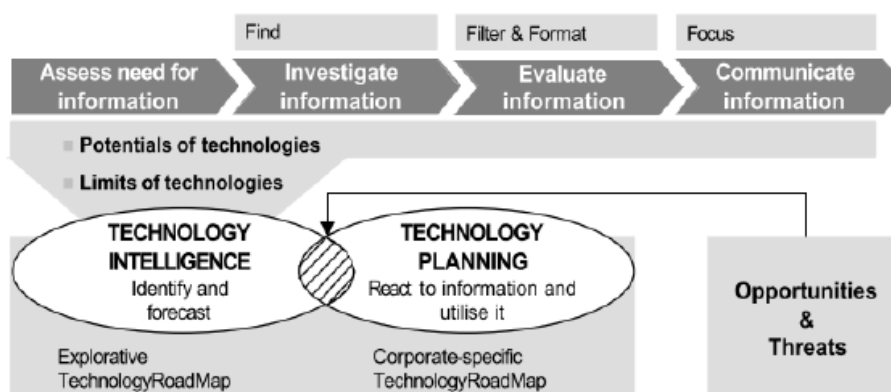 Find
Filter & Format
Focus
Assess need for
information
Investigate
information
Evaluate
information
Communicate
information
Potentials of technologies
Limits of technologies
TECHNOLOGY
INTELLIGENCE
Identify and
forecast
TECHNOLOGY
PLANNING
React to information and
utilise it
Opportunities
&
Threats
Explorative
TechnologyRoadMap
Corporate-specific
TechnologyRoadMap